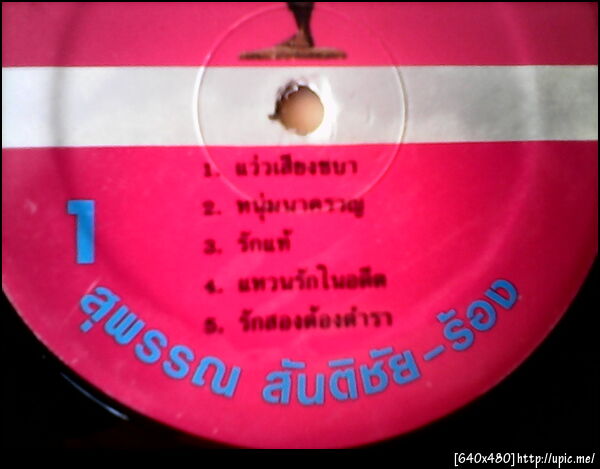 1. แว่วเสียงชบา
2. หนุ่มนาครวญ
3. รักแท้
4. แหวนรักในอดีต
5. รักสองต้องตำรา
1
สุพรรณ สันติชัย - ร้อง
[640x480]http://upic.me/